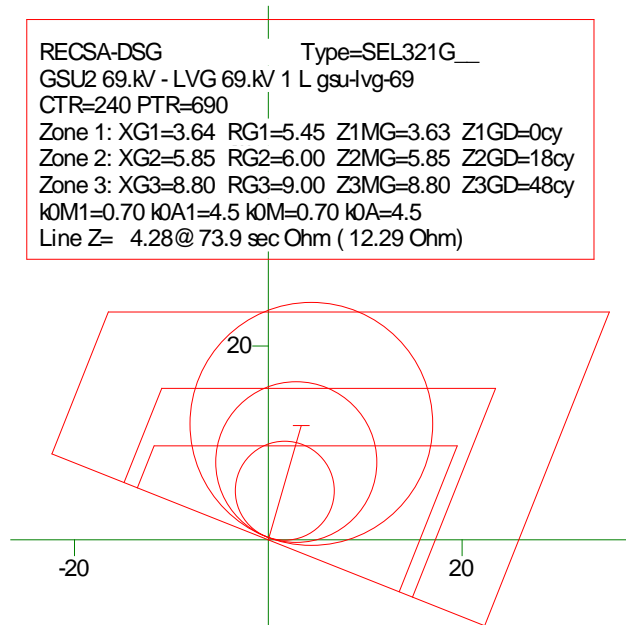 RECSA-DSG Type=SEL321G__
GSU2 69.kV - LVG 69.kV 1 L gsu-lvg-69
CTR=240 PTR=690
Zone 1: XG1=3.64 RG1=5.45 Z1MG=3.63 Z1GD=0cy
Zone 2: XG2=5.85 RG2=6.00 Z2MG=5.85 Z2GD=18cy
Zone 3: XG3=8.80 RG3=9.00 Z3MG=8.80 Z3GD=48cy
k0M1=0.70 k0A1=4.5 k0M=0.70 k0A=4.5
Line Z= 4.28@ 73.9 sec Ohm ( 12.29 Ohm)
20
-20
20